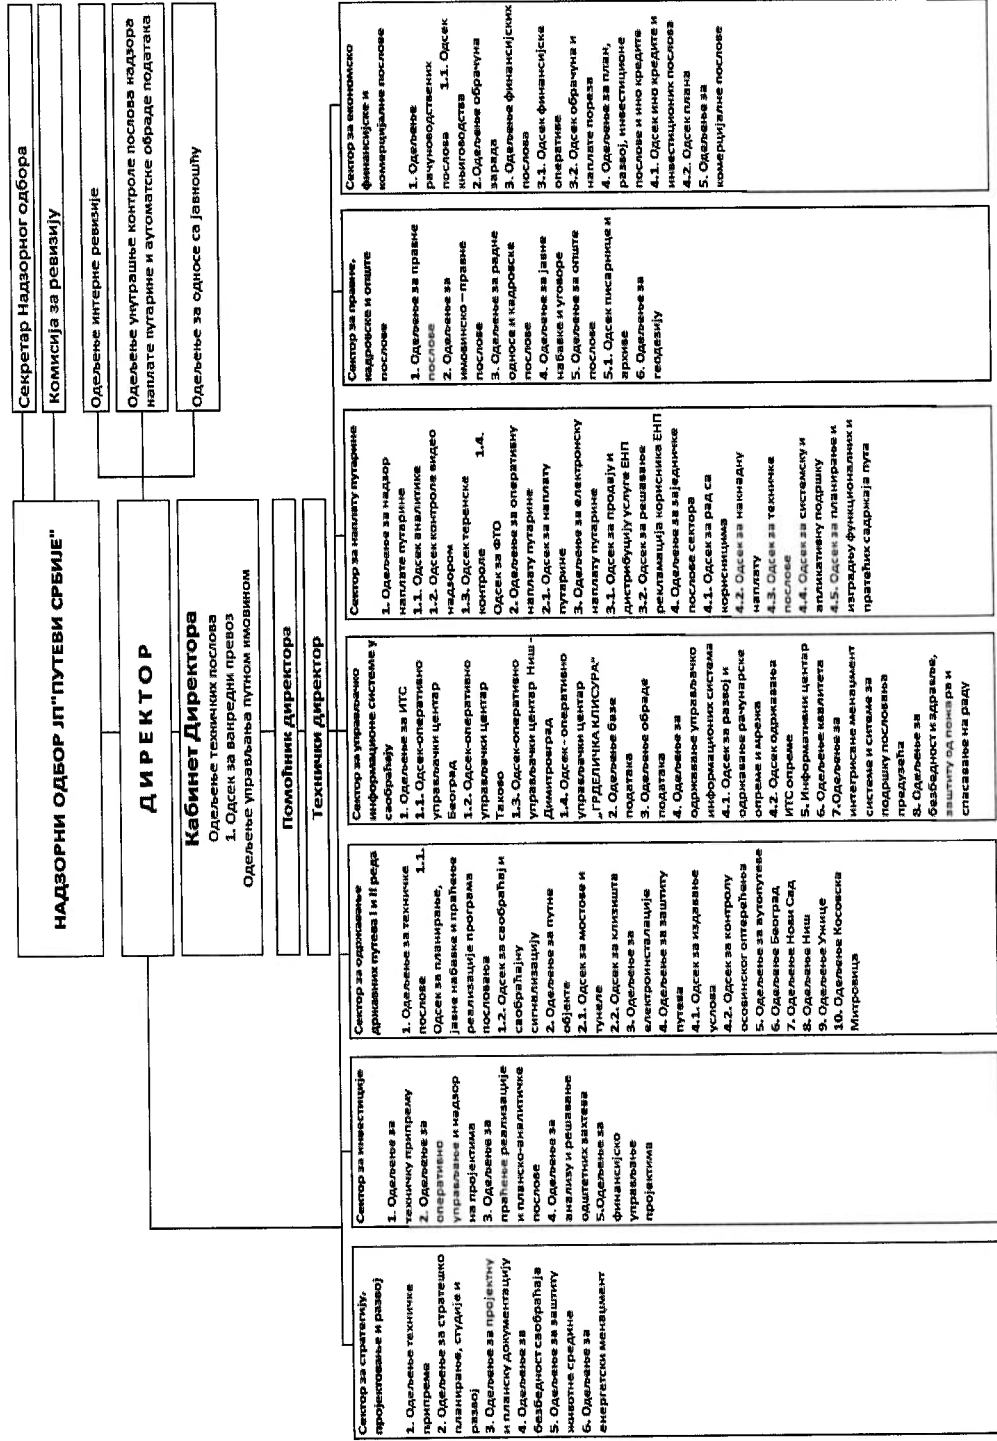 НАДЗОРНИ ОДБОР ЈП"ПУТЕВИ СРБИЈЕ"
Секретар Надзорног одбора
Комисија за ревизију
Д И Р Е К Т О Р
Одељење интерне ревизије
Одељење унутрашње контроле послова надзора
наплате путарине и аутоматске обраде података
Одељење за односе са јавношћу
Кабинет Директора
Одељење техничких послова
1. Одсек за ванредни превоз
Одељење управљања путном имовином
Помоћник директора
Технички директор
Сектор за стратегију,
пројектовање и развој
1. Одељење техничке
припреме
2. Одељење за стратешко
планирање, студије и
развој
3. Одељење за пројектну
и планску документацију
4. Одељење за
безбедност саобраћаја
5. Одељење за заштиту
животне средине
6. Одељење за
енергетски менаџмент
Сектор за инвестиције
1. Одељење за
техничку припрему
2. Одељење за
оперативно
управљање и надзор
на пројектима
3. Одељење за
праћење реализације
и планско-аналитичке
послове
4. Одељење за
анализу и решавање
одштетних захтева
5.Одељење за
финансијско
управљање
пројектима
Сектор за одржавање
државних путева I и II реда
1. Одељење за техничке
послове 1.1.
Одсек за планирање,
јавне набавке и праћење
реализације програма
пословања
1.2. Одсек за саобраћај и
саобраћајну
сигнализацију
2. Одељење за путне
објекте
2.1. Одсек за мостове и
тунеле
2.2. Одсек за клизишта
3. Одељење за
електроинсталације
4. Одељење за заштиту
путева
4.1. Одсек за издавање
услова
4.2. Одсек за контролу
осовинског оптерећења
5. Одељење за аутопутеве
6. Одељење Београд
7. Одељење Нови Сад
8. Одељење Ниш
9. Одељење Ужице
10. Одељење Косовска
Митровица
Сектор за управљачко
информационе системе у
саобраћају
1. Одељење за ИТС
1.1. Одсек-оперативно
управљачки центар
Београд
1.2. Одсек-оперативно
управљачки центар
Таково
1.3. Одсек-оперативно
управљачки центар Ниш-
Димитровград
1.4. Одсек - оперативно
управљачки центар
„ГРДЕЛИЧКА КЛИСУРА“
2. Одељење базе
података
3. Одељење обраде
података
4. Одељење за
одржавање управљачко
информационих система
4.1. Одсек за развој и
одржавање рачунарске
опреме и мрежа
4.2. Одсек одржавања
ИТС опреме
5. Информативни центар
6. Одељење квалитета
7.Одељење за
интегрисане менаџмент
системе и система за
подршку пословања
предузећа
8. Одељење за
безбедност и здравље,
заштиту од пожара и
спасавање на раду
Сектор за наплату путарине
1. Одељење за надзор
наплате путарине
1.1. Одсек аналитике
1.2. Одсек контроле видео
надзором
1.3. Одсек теренске
контроле 1.4.
Одсек за ФТО
2. Одељење за оперативну
наплату путарине
2.1. Одсек за наплату
путарине
3. Одељење за електронску
наплату путарине
3.1. Одсек за продају и
дистрибуцију услуге ЕНП
3.2. Одсек за решавање
рекламација корисника ЕНП
4. Одељење за заједничке
послове сектора
4.1. Одсек за рад са
корисницима
4.2. Одсек за накнадну
наплату
4.3. Одсек за техничке
послове
4.4. Одсек за системску и
апликативну подршку
4.5. Одсек за планирање и
изградњу функционалних и
пратећих садржаја пута
Сектор за правне,
кадровске и опште
послове
1. Одељење за правне
послове
2. Одељење за
имовинско – правне
послове
3. Одељење за радне
односе и кадровске
послове
4. Одељење за јавне
набавке и уговоре
5. Одељење за опште
послове
5.1. Одсек писарнице и
архиве
6. Одељење за
геодезију
Сектор за економско
финансијске и
комерцијалне послове
1. Одељење
рачуноводствених
послова 1.1. Одсек
књиговодства
2.Одељење обрачуна
зарада
3. Одељење финансијских
послова
3.1. Одсек финансијске
оперативе
3.2. Одсек обрачуна и
наплате пореза
4. Одељење за план,
развој, инвестиционе
послове и ино кредите
4.1. Одсек ино кредите и
инвестиционих послова
4.2. Одсек плана
5. Одељење за
комерцијалне послове